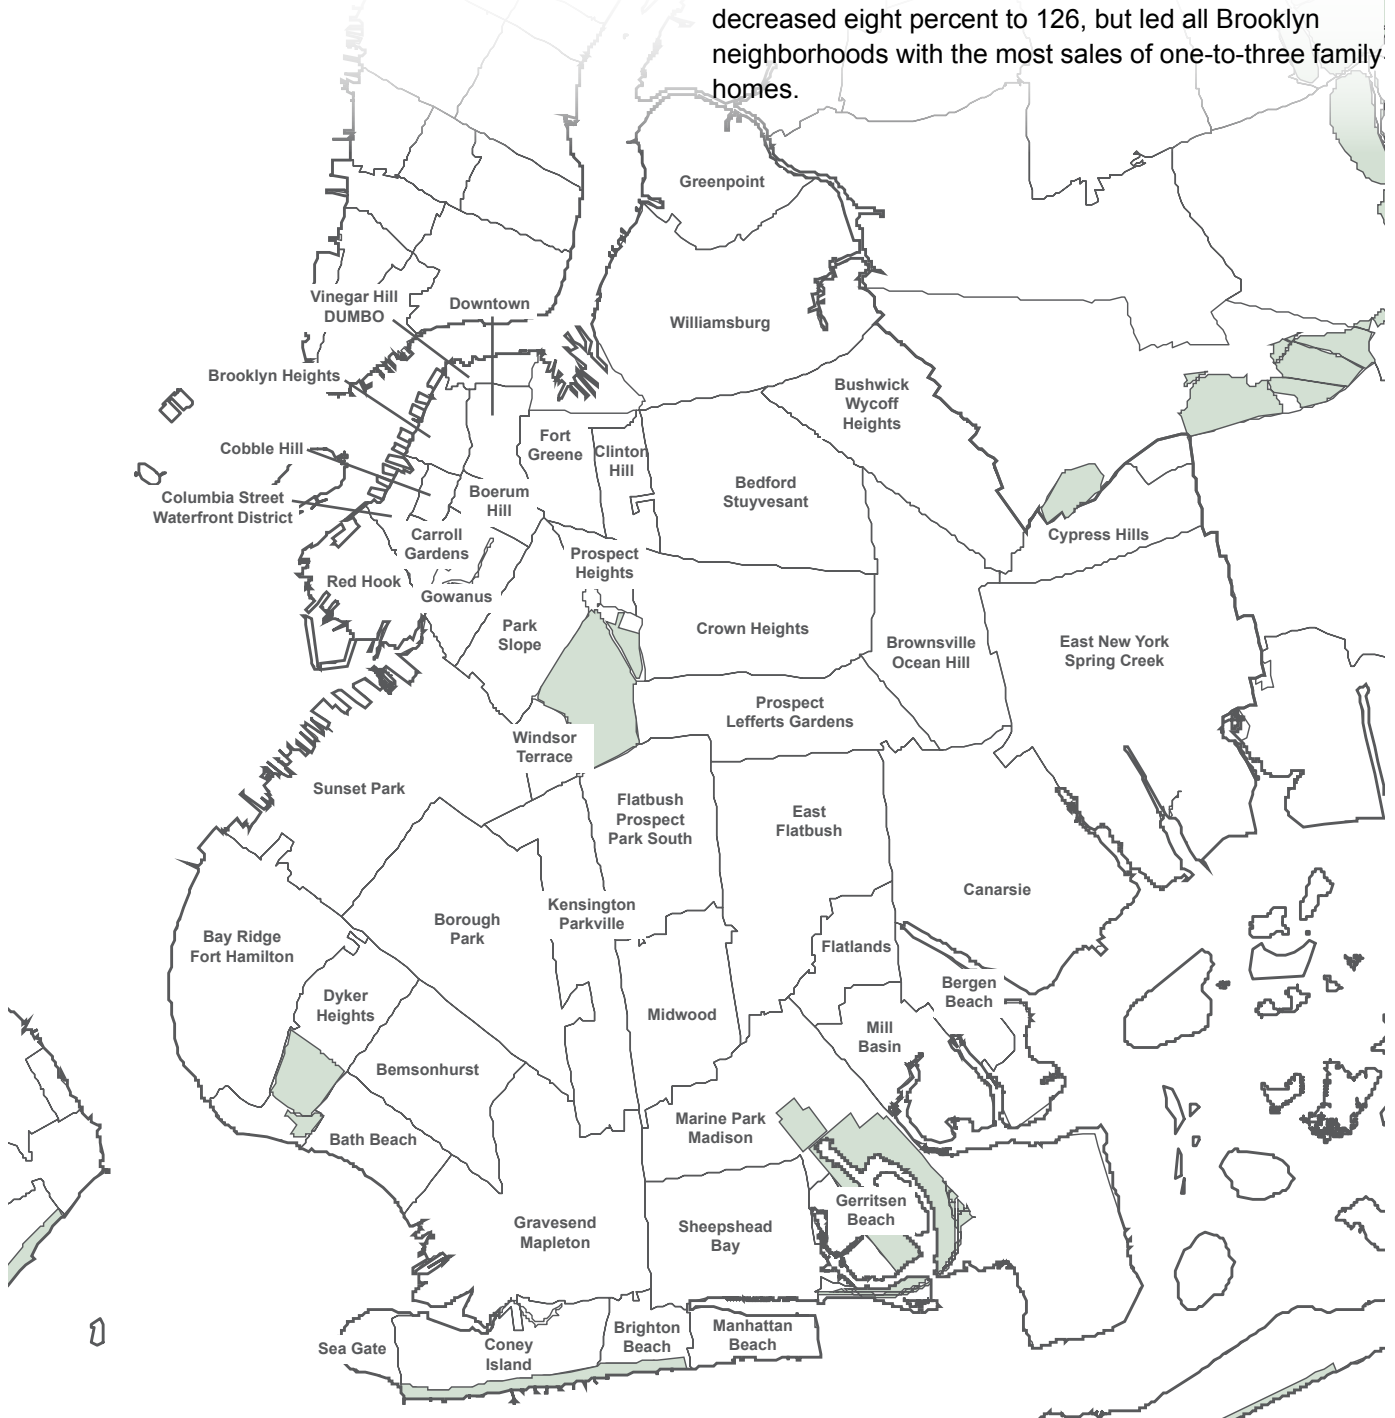 decreased eight percent to 126, but led all Brooklyn
neighborhoods with the most sales of one-to-three family
homes.
Greenpoint
Vinegar Hill
DUMBO
Downtown
Williamsburg
Brooklyn Heights
Bushwick
Wycoff
Heights
Cobble Hill
Fort
Greene
Clinton
Hill
Columbia Street
Waterfront District
Boerum
Hill
Bedford
Stuyvesant
Carroll
Gardens
Cypress Hills
Prospect
Heights
Red Hook
Gowanus
Park
Slope
Crown Heights
Brownsville
Ocean Hill
East New York
Spring Creek
Prospect
Lefferts Gardens
Windsor
Terrace
Sunset Park
Flatbush
Prospect
Park South
East
Flatbush
Canarsie
Kensington
Parkville
Borough
Park
Bay Ridge
Fort Hamilton
Flatlands
Bergen
Beach
Dyker
Heights
Midwood
Mill
Basin
Bemsonhurst
Marine Park
Madison
Bath Beach
Gerritsen
Beach
Gravesend
Mapleton
Sheepshead
Bay
Sea Gate
Coney
Island
Brighton
Beach
Manhattan
Beach